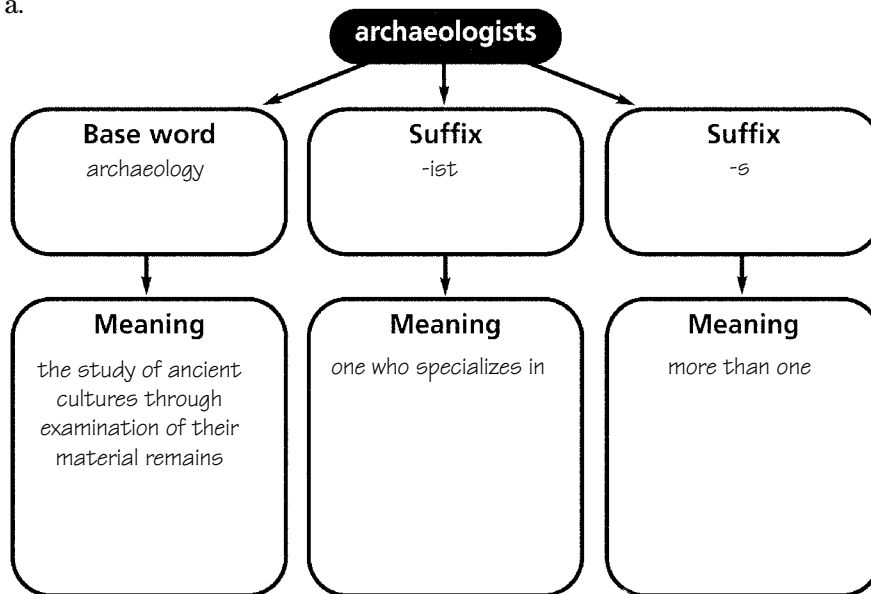 a.
archaeologists
Base word
archaeology
Suffix
-ist
Suffix
-s
Meaning
the study of ancient
cultures through
examination of their
material remains
Meaning
one who specializes in
Meaning
more than one